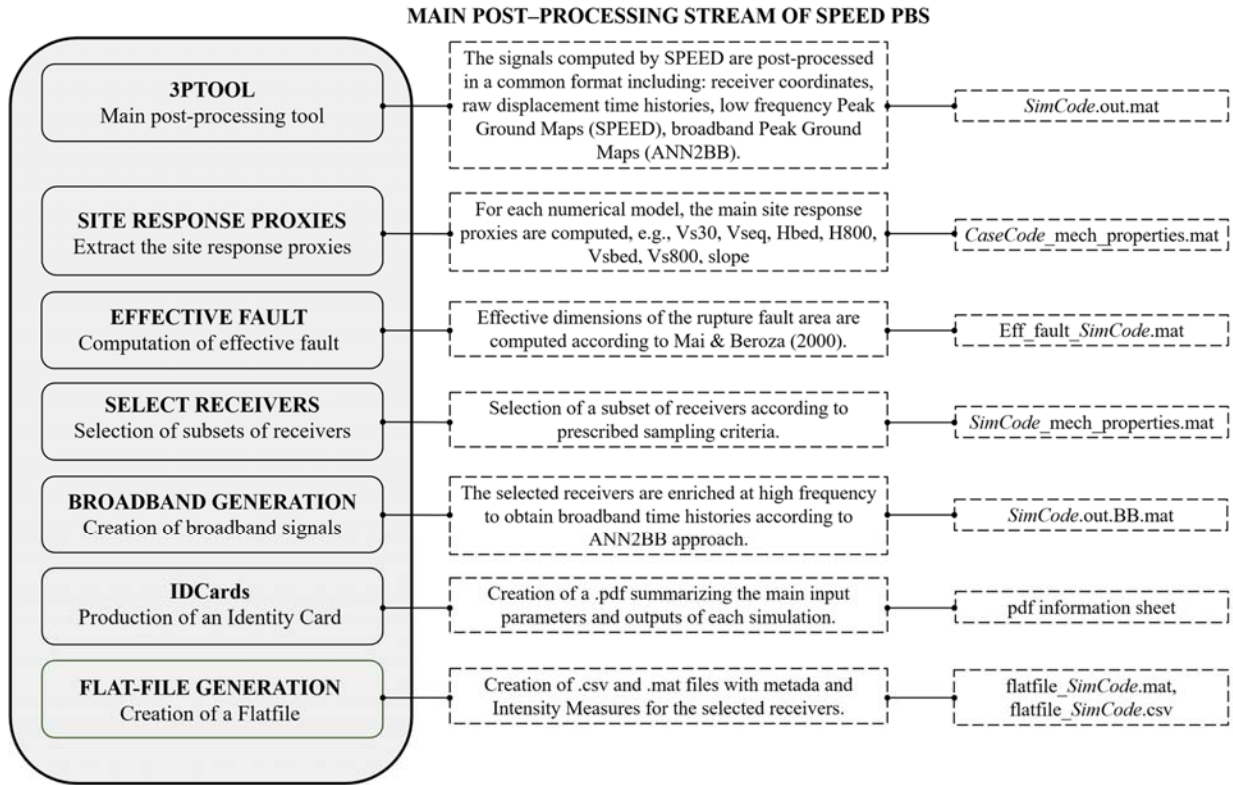 MAIN POST–PROCESSING STREAM OF SPEED PBS
3PTOOL
Main post-processing tool
The signals computed by SPEED are post-processed
in a common format including: receiver coordinates,
raw displacement time histories, low frequency Peak
Ground Maps (SPEED), broadband Peak Ground
Maps (ANN2BB).
SimCode.out.mat
SITE RESPONSE PROXIES
Extract the site response proxies
For each numerical model, the main site response
proxies are computed, e.g., Vs30, Vseq, Hbed, H800,
Vsbed, Vs800, slope
CaseCode_mech_properties.mat
EFFECTIVE FAULT
Computation of effective fault
Effective dimensions of the rupture fault area are
computed according to Mai & Beroza (2000).
Eff_fault_SimCode.mat
SELECT RECEIVERS
Selection of subsets of receivers
Selection of a subset of receivers according to
prescribed sampling criteria.
SimCode_mech_properties.mat
BROADBAND GENERATION
Creation of broadband signals
The selected receivers are enriched at high frequency
to obtain broadband time histories according to
ANN2BB approach.
SimCode.out.BB.mat
IDCards
Production of an Identity Card
Creation of a .pdf summarizing the main input
parameters and outputs of each simulation.
pdf information sheet
FLAT-FILE GENERATION
Creation of a Flatfile
Creation of .csv and .mat files with metada and
Intensity Measures for the selected receivers.
flatfile_SimCode.mat,
flatfile_SimCode.csv